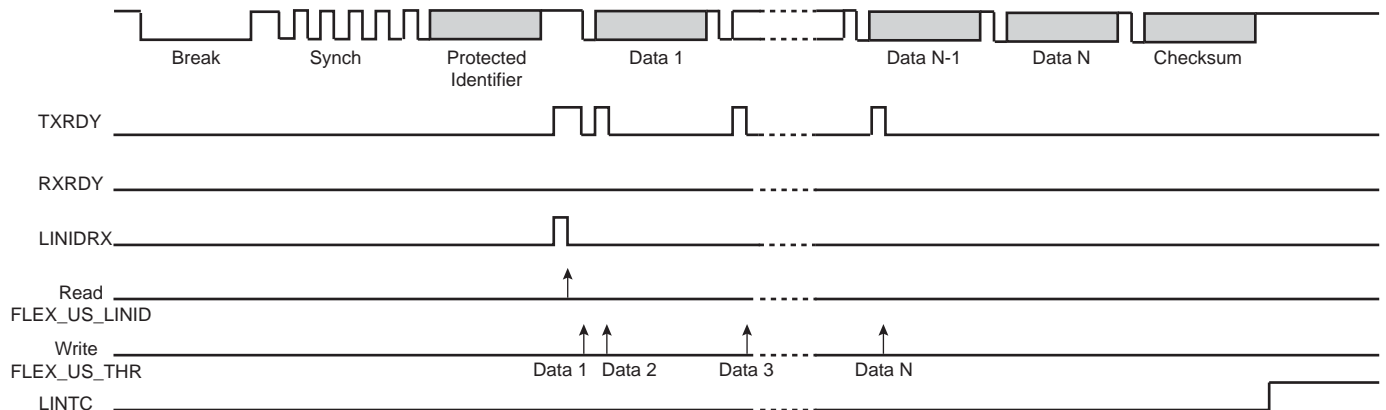 Break Synch Protected Data 1 Data N-1 Data N Checksum
Identifier
TXRDY
RXRDY
LINIDRX
Read
FLEX_US_LINID
Write
FLEX_US_THR Data 1 Data 2 Data 3 Data N
LINTC